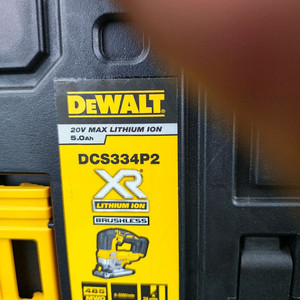 DEWALT
20V MAX LITHIUM ION
5.0Ah
DCS334P2
XR
LITHIUM ION
BRUSHLESS